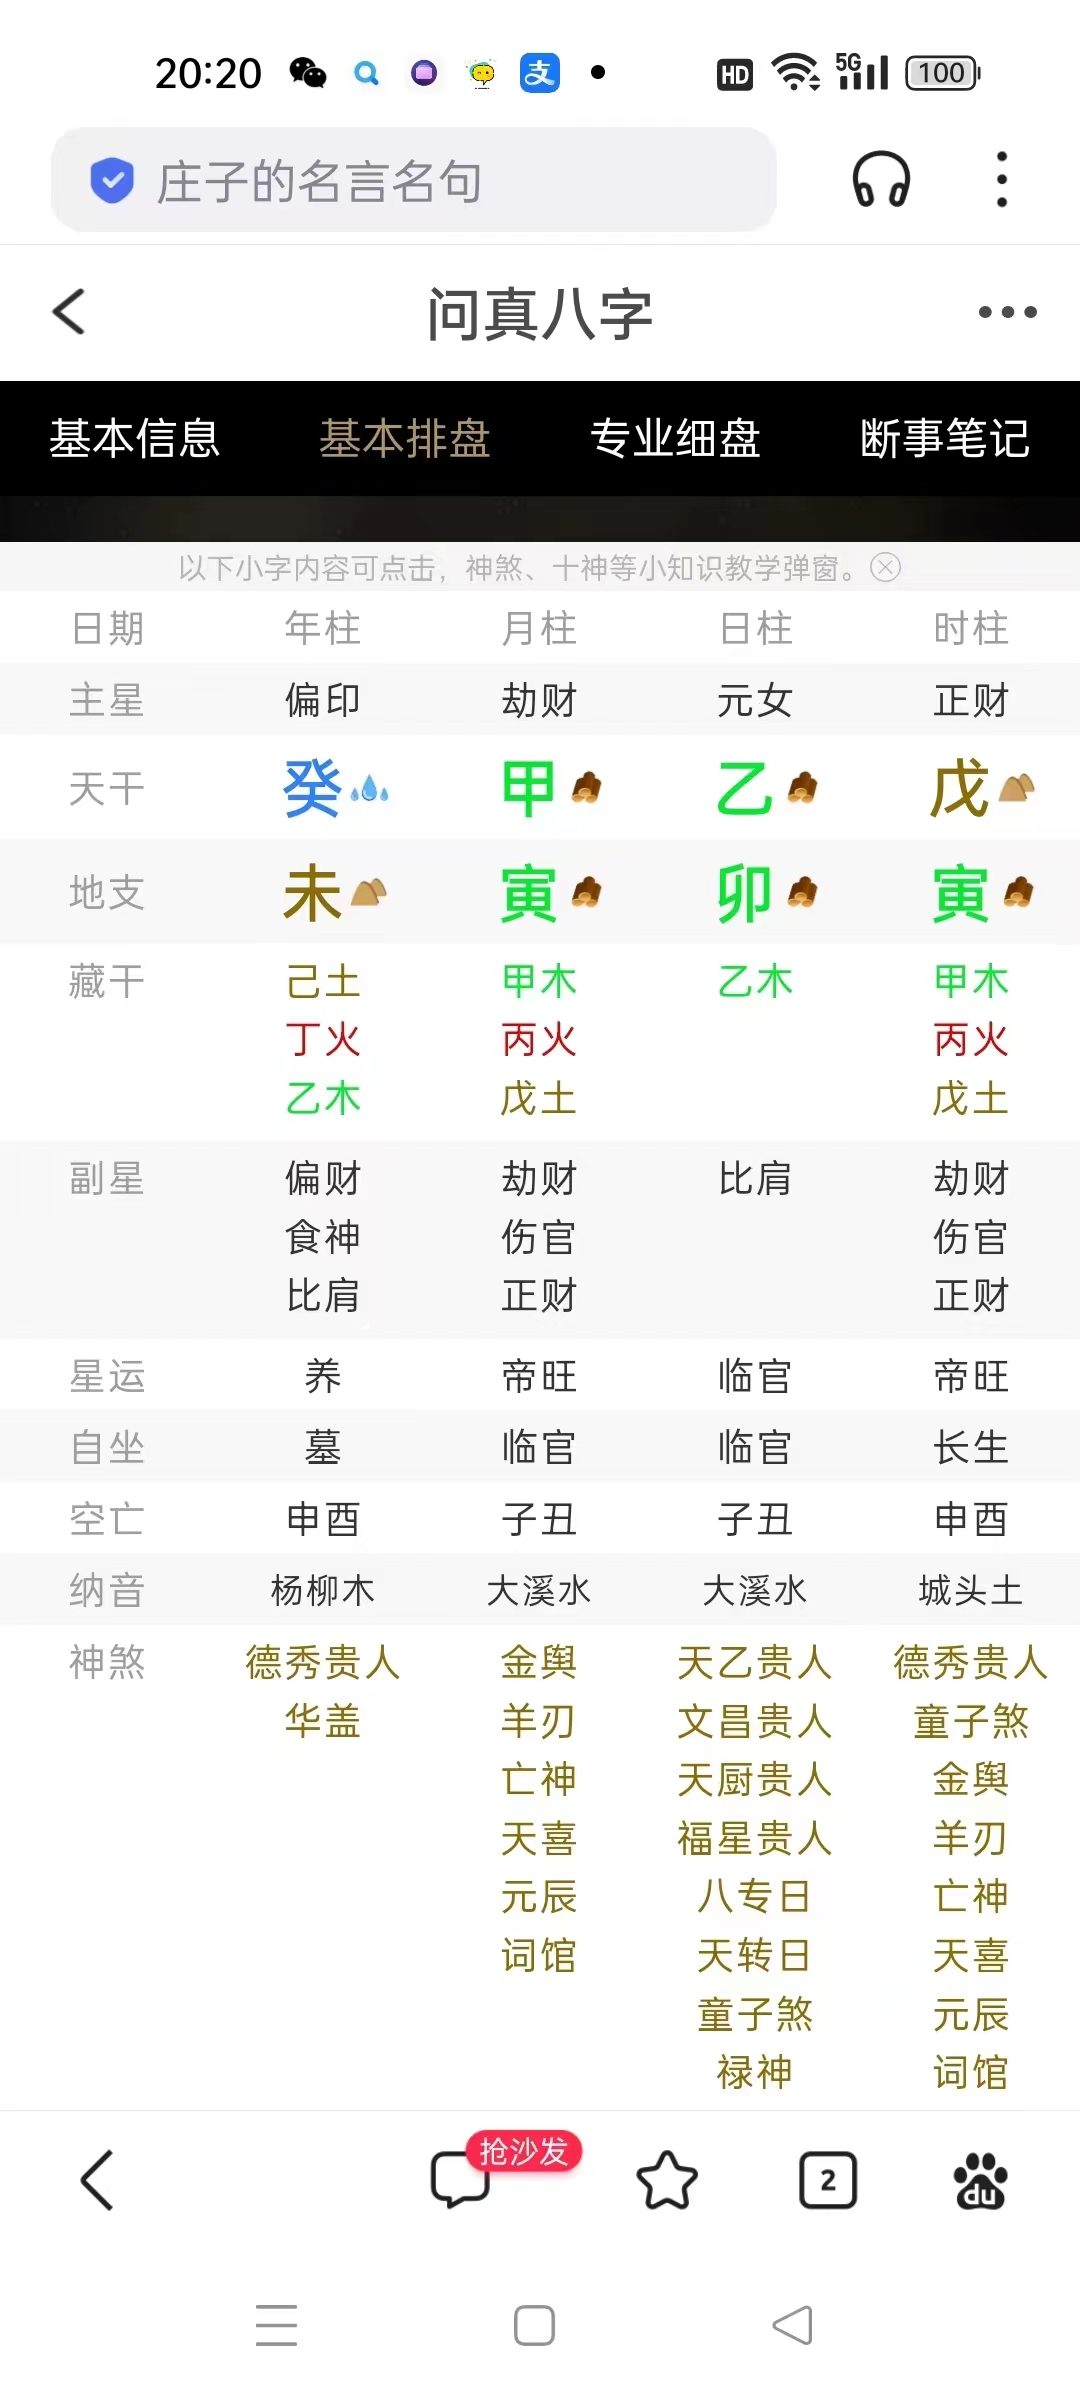 20:20 支 HD 5G 100
庄子的名言名句
问真八字
基本信息 基本排盘 专业细盘 断事笔记
以下小字内容可点击，神煞、十神等小知识教学弹窗。
日期 年柱 月柱 日柱 时柱
主星 偏印 劫财 元女 正财
天干 癸 甲 乙 戊
地支 未 寅 卯 寅
藏干 己土 甲木 乙木 甲木
丁火 丙火 丙火
乙木 戊土 戊土
副星 偏财 劫财 比肩 劫财
食神 伤官 伤官
比肩 正财 正财
星运 养 帝旺 临官 帝旺
自坐 墓 临官 临官 长生
空亡 申酉 子丑 子丑 申酉
纳音 杨柳木 大溪水 大溪水 城头土
神煞 德秀贵人 金舆 天乙贵人 德秀贵人
华盖 羊刃 文昌贵人 童子煞
亡神 天厨贵人 金舆
天喜 福星贵人 羊刃
元辰 八专日 亡神
词馆 天转日 天喜
童子煞 元辰
禄神 词馆
抢沙发
2 du